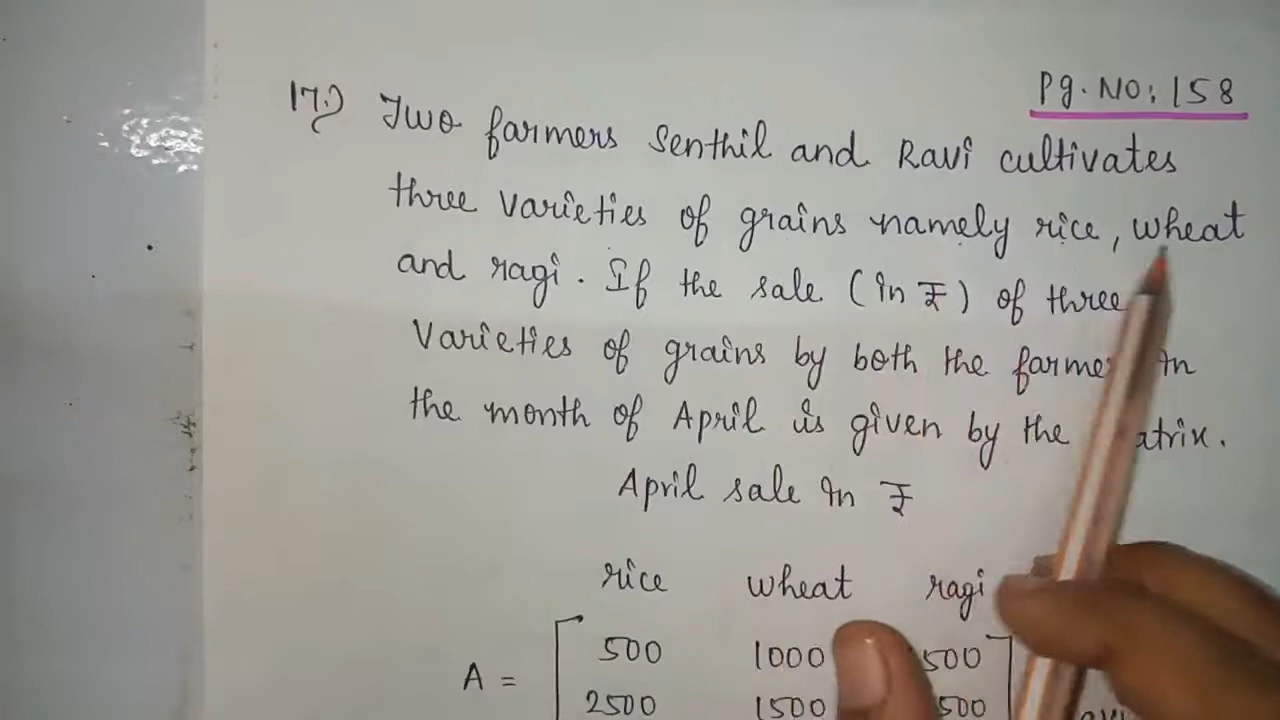 Pg. No: 158
17.) Two farmers Senthil and Ravi cultivates
three varieties of grains namely rice, wheat
and ragi. If the sale (in ₹) of three
Varieties of grains by both the in
the month of April is given by the
April sale in ₹
rice wheat ragi
A = 500 1000
2500 1500